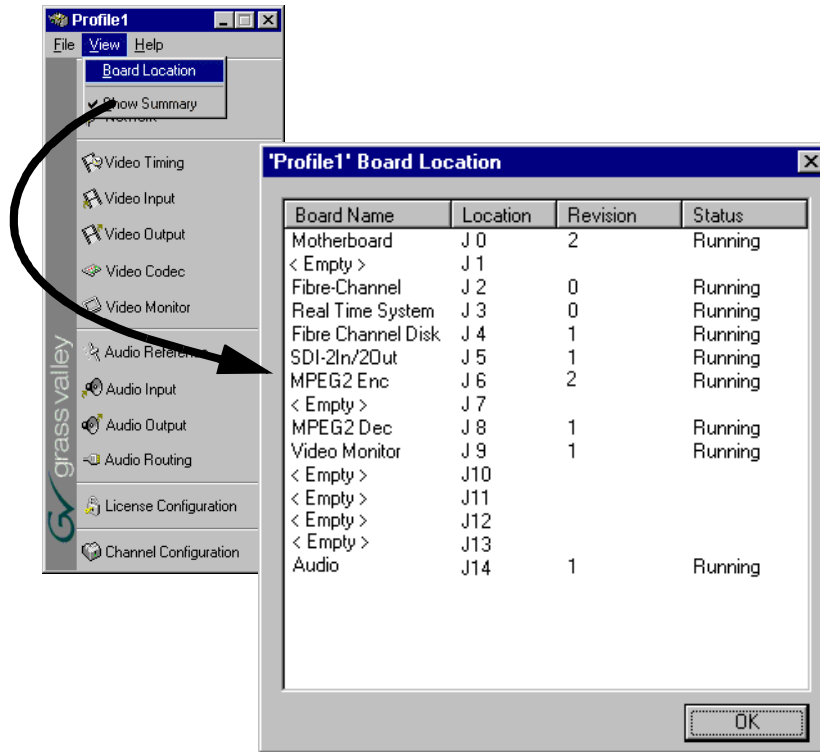 Profile1
File View Help
Board Location
Show Summary
Network
Video Timing
Video Input
Video Output
Video Codec
Video Monitor
Audio Reference
Audio Input
Audio Output
Audio Routing
License Configuration
Channel Configuration
grass valley
'Profile1' Board Location
Board Name Location Revision Status
Motherboard J 0 2 Running
< Empty > J 1
Fibre-Channel J 2 0 Running
Real Time System J 3 0 Running
Fibre Channel Disk J 4 1 Running
SDI-2In/2Out J 5 1 Running
MPEG2 Enc J 6 2 Running
< Empty > J 7
MPEG2 Dec J 8 1 Running
Video Monitor J 9 1 Running
< Empty > J10
< Empty > J11
< Empty > J12
< Empty > J13
Audio J14 1 Running
OK